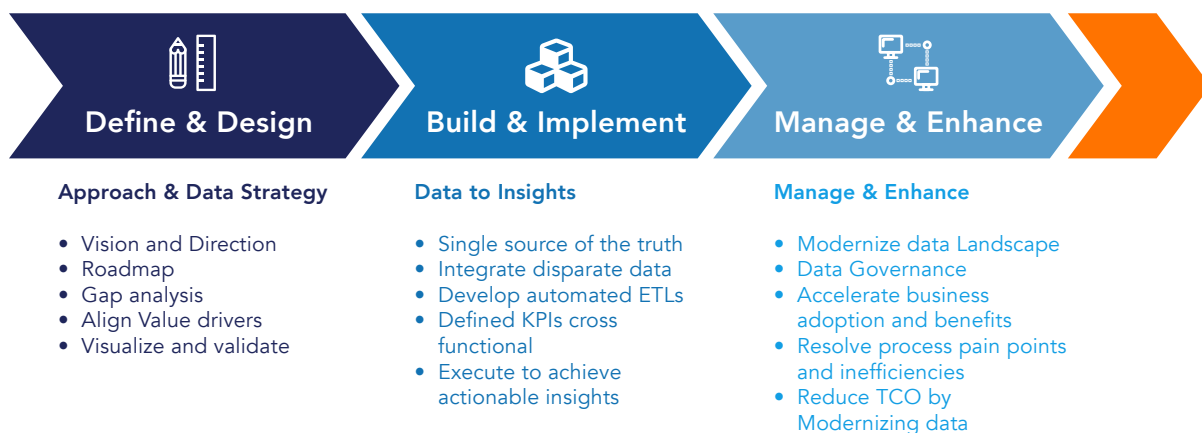 Define & Design
Build & Implement
Manage & Enhance
Approach & Data Strategy
• Vision and Direction
• Roadmap
• Gap analysis
• Align Value drivers
• Visualize and validate
Data to Insights
• Single source of the truth
• Integrate disparate data
• Develop automated ETLs
• Defined KPIs cross
functional
• Execute to achieve
actionable insights
Manage & Enhance
• Modernize data Landscape
• Data Governance
• Accelerate business
adoption and benefits
• Resolve process pain points
and inefficiencies
• Reduce TCO by
Modernizing data